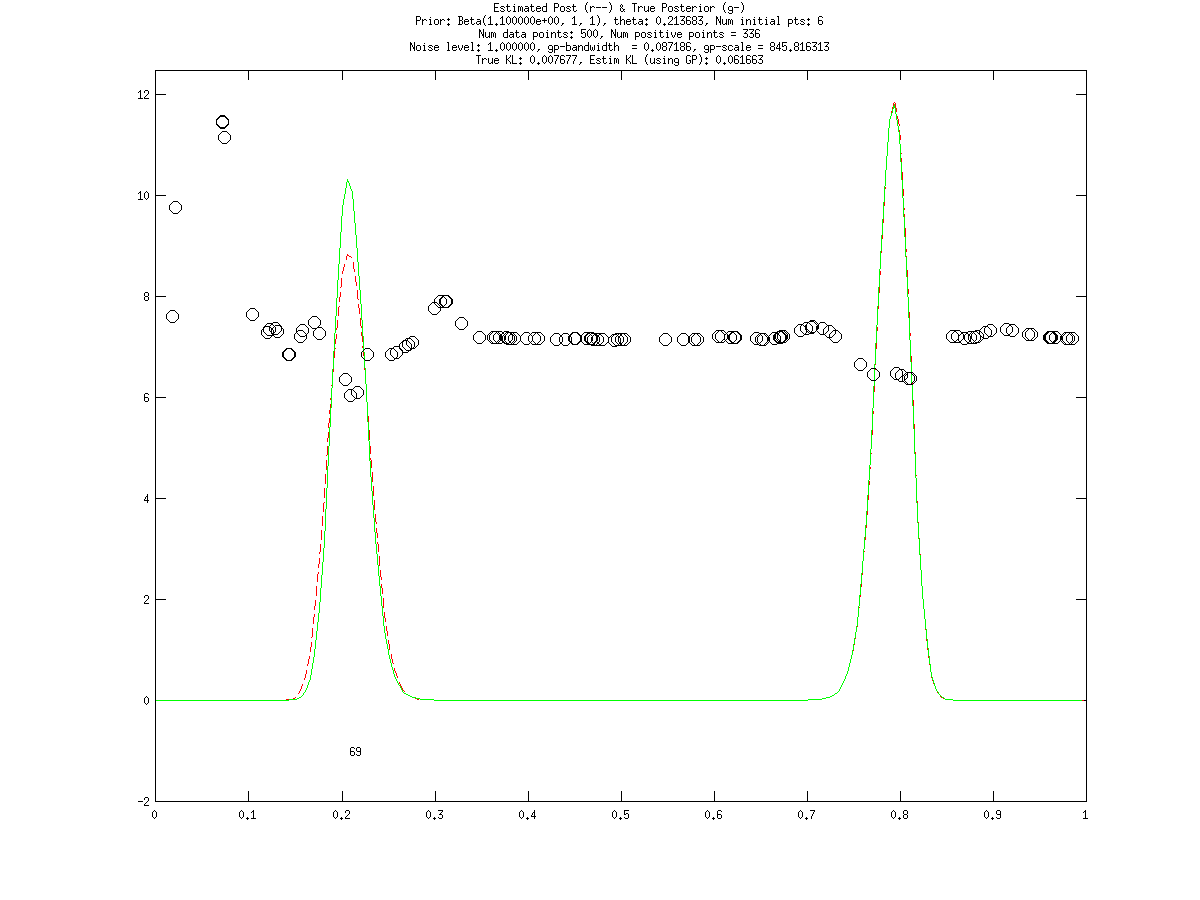 Estimated Post (r--) & True Posterior (g-)
Prior: Beta(1.100000e+00, 1, 1), theta: 0.213683, Num initial pts: 6
Num data points: 500, Num positive points = 336
Noise level: 1.000000, gp-bandwidth  = 0.087186, gp-scale = 845.816313
True KL: 0.007677, Estim KL (using GP): 0.061663
12
10
8
6
4
2
0
69
-2
0 0.1 0.2 0.3 0.4 0.5 0.6 0.7 0.8 0.9 1